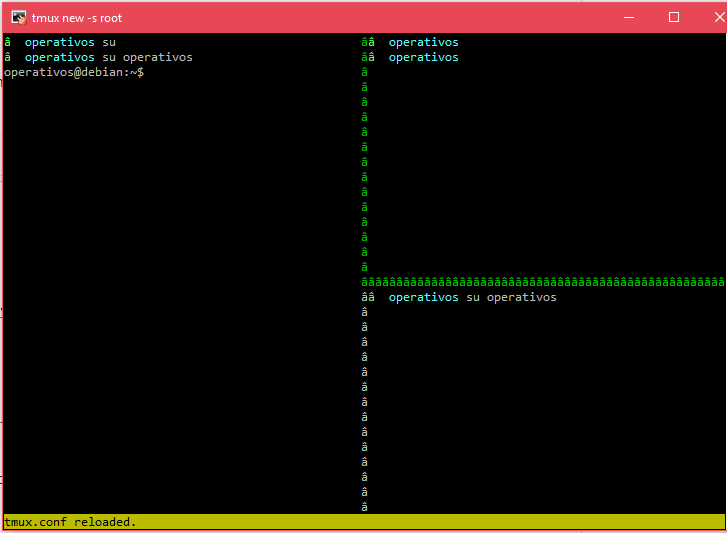 tmux new -s root
â operativos su
â operativos su operativos
operativos@debian:~$
ââ operativos
ââ operativos
â
â
â
â
â
â
â
â
â
â
â
â
â
â
ââââââââââââââââââââââââââââââââââââââââââââââââââââ
ââ operativos su operativos
â
â
â
â
â
â
â
â
â
â
â
â
â
â
tmux.conf reloaded.